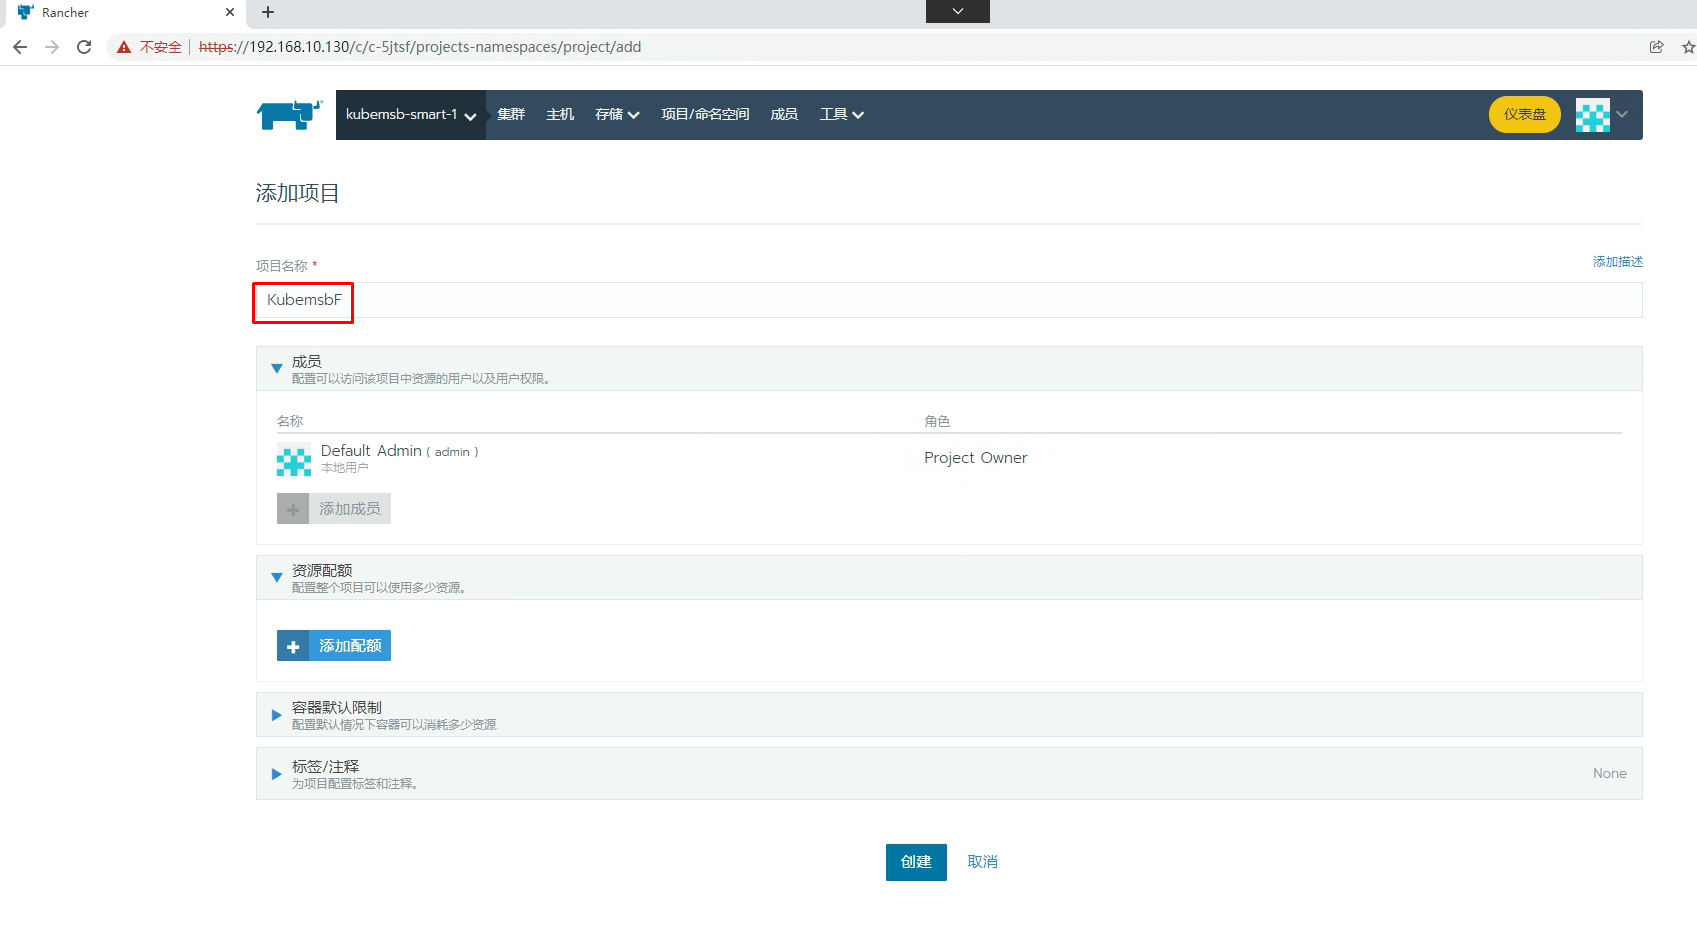 Rancher
不安全 https://192.168.10.130/c/c-5jtsf/projects-namespaces/project/add
kubemsb-smart-1 集群 主机 存储 项目/命名空间 成员 工具 仪表盘
添加项目
项目名称 * 添加描述
KubemsbF
成员
配置可以访问该项目中资源的用户以及用户权限。
名称 角色
Default Admin ( admin ) Project Owner
本地用户
添加成员
资源配额
配置整个项目可以使用多少资源。
添加配额
容器默认限制
配置默认情况下容器可以消耗多少资源.
标签/注释 None
为项目配置标签和注释。
创建 取消